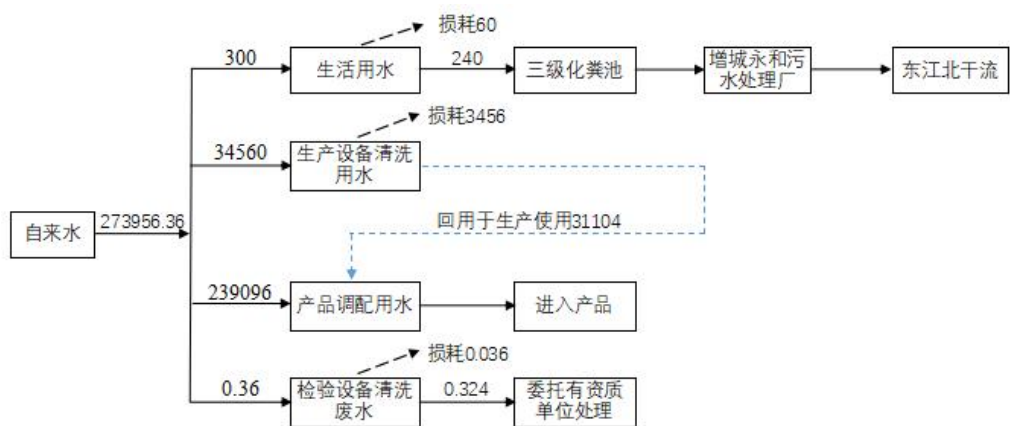 损耗60
300
生活用水
240
三级化粪池
增城永和污
水处理厂
东江北干流
损耗3456
34560
生产设备清洗
用水
自来水
273956.36
回用于生产使用31104
239096
产品调配用水
进入产品
损耗0.036
0.36
检验设备清洗
废水
0.324
委托有资质
单位处理